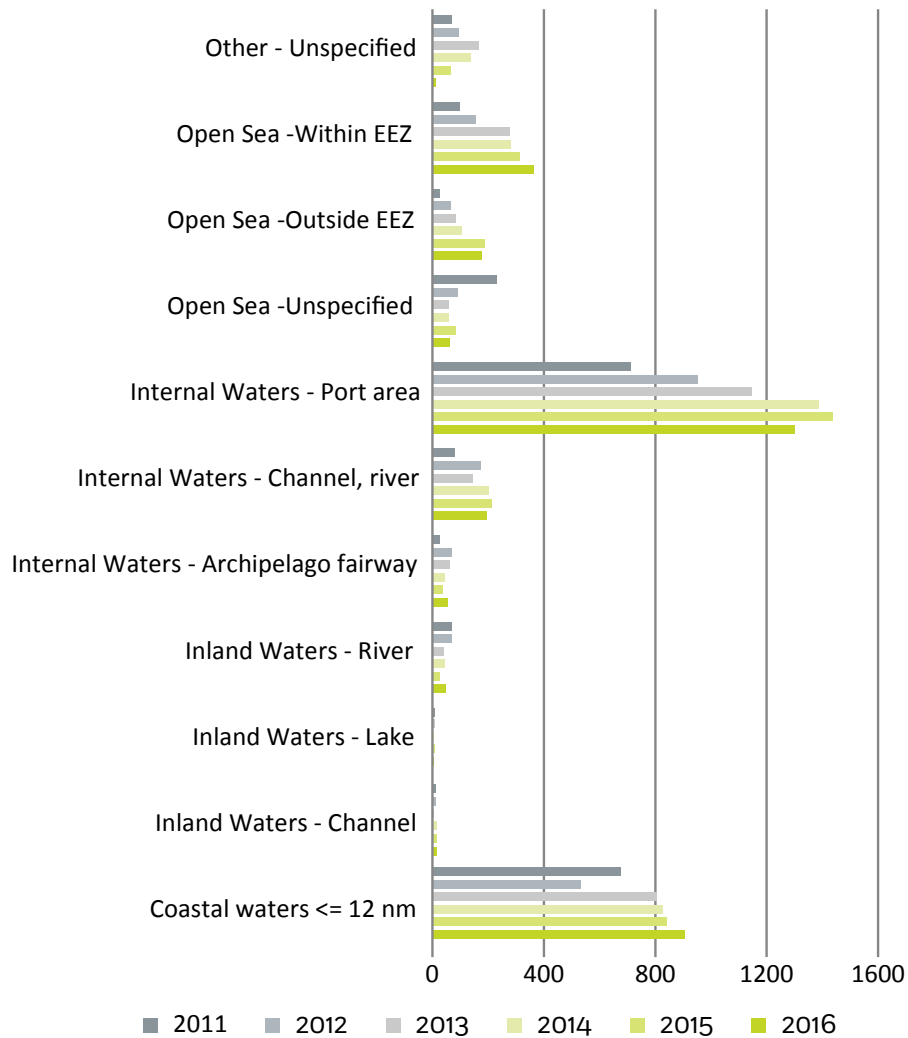 Other - Unspecified
Open Sea -Within EEZ
Open Sea -Outside EEZ
Open Sea -Unspecified
Internal Waters - Port area
Internal Waters - Channel, river
Internal Waters - Archipelago fairway
Inland Waters - River
Inland Waters - Lake
Inland Waters - Channel
Coastal waters <= 12 nm
0 400 800 1200 1600
2011 2012 2013 2014 2015 2016